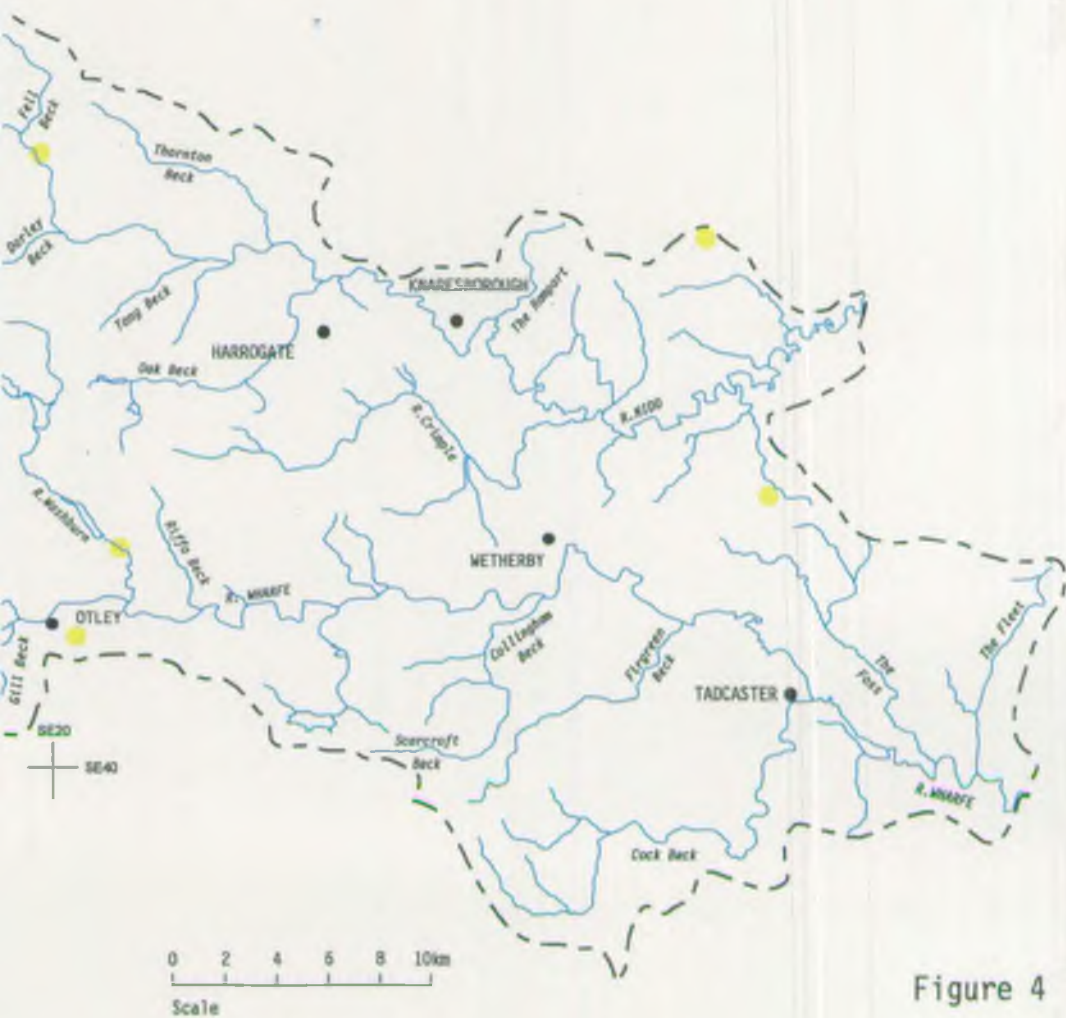 Fell
Beck
Thornton
Beck
Darley
Beck
Tang Beck
KNARESBOROUGH
The Rampart
HARROGATE
Oak Beck
R.Crimple
R.NIDD
R.Washburn
Riffa Beck
WETHERBY
R. WHARFE
OTLEY
Gill Beck
Collingham
Beck
Firgreen
Beck
The Fleet
The
Foss
TADCASTER
SE20
SE40
Scarcroft
Beck
R.WHARFE
Cock Beck
0 2 4 6 8 10km
Scale
Figure 4